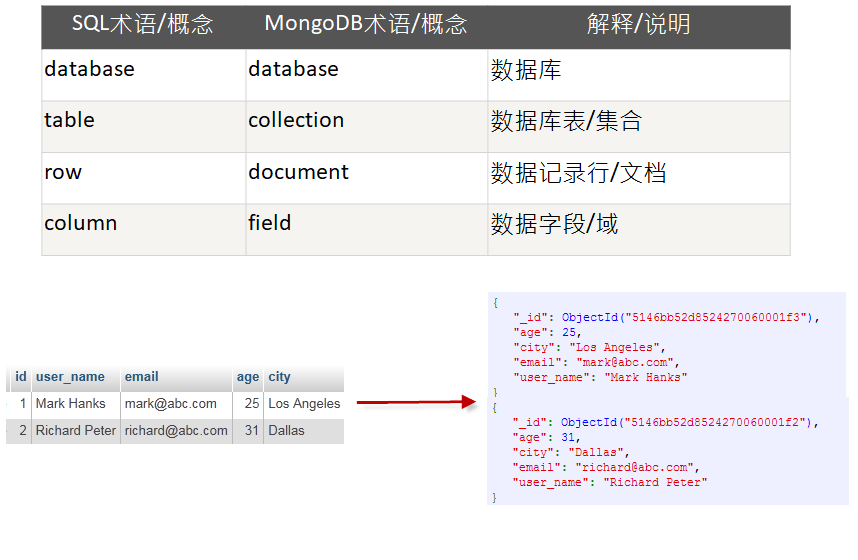 SQL术语/概念 MongoDB术语/概念 解释/说明
database database 数据库
table collection 数据库表/集合
row document 数据记录行/文档
column field 数据字段/域
id user_name email age city
1 Mark Hanks mark@abc.com 25 Los Angeles
2 Richard Peter richard@abc.com 31 Dallas
{
"_id": ObjectId("5146bb52d8524270060001f3"),
"age": 25,
"city": "Los Angeles",
"email": "mark@abc.com",
"user_name": "Mark Hanks"
}
{
"_id": ObjectId("5146bb52d8524270060001f2"),
"age": 31,
"city": "Dallas",
"email": "richard@abc.com",
"user_name": "Richard Peter"
}